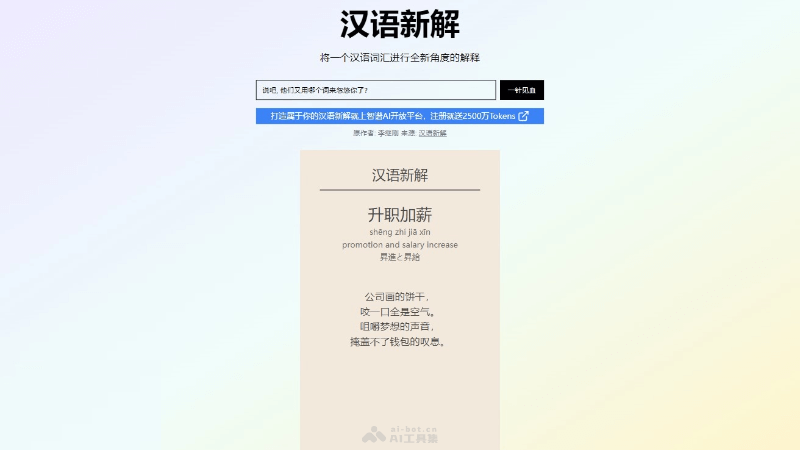 汉语新解
将一个汉语词汇进行全新角度的解释
说吧, 他们又用哪个词来忽悠你了?
一针见血
打造属于你的汉语新解就上智谱AI开放平台，注册就送2500万Tokens
原作者: 李继刚 来源: 汉语新解
汉语新解
升职加薪
shēng zhí jiā xīn
promotion and salary increase
昇進と昇給
公司画的饼干，
咬一口全是空气。
咀嚼梦想的声音，
掩盖不了钱包的叹息。
ai-bot.cn
AI工具集